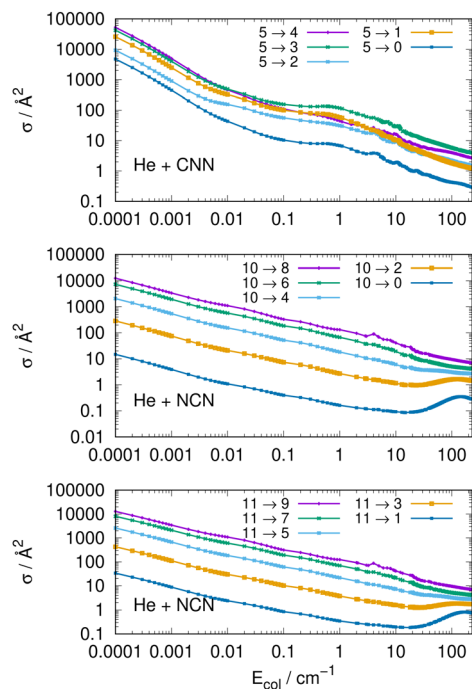 100000
10000
1000
100
10
1
0.1
σ / Å²
5 → 4
5 → 3
5 → 2
5 → 1
5 → 0
He + CNN
0.0001 0.001 0.01 0.1 1 10 100
100000
10000
1000
100
10
1
0.1
0.01
σ / Å²
10 → 8
10 → 6
10 → 4
10 → 2
10 → 0
He + NCN
0.0001 0.001 0.01 0.1 1 10 100
100000
10000
1000
100
10
1
0.1
σ / Å²
11 → 9
11 → 7
11 → 5
11 → 3
11 → 1
He + NCN
0.0001 0.001 0.01 0.1 1 10 100
E_col / cm⁻¹